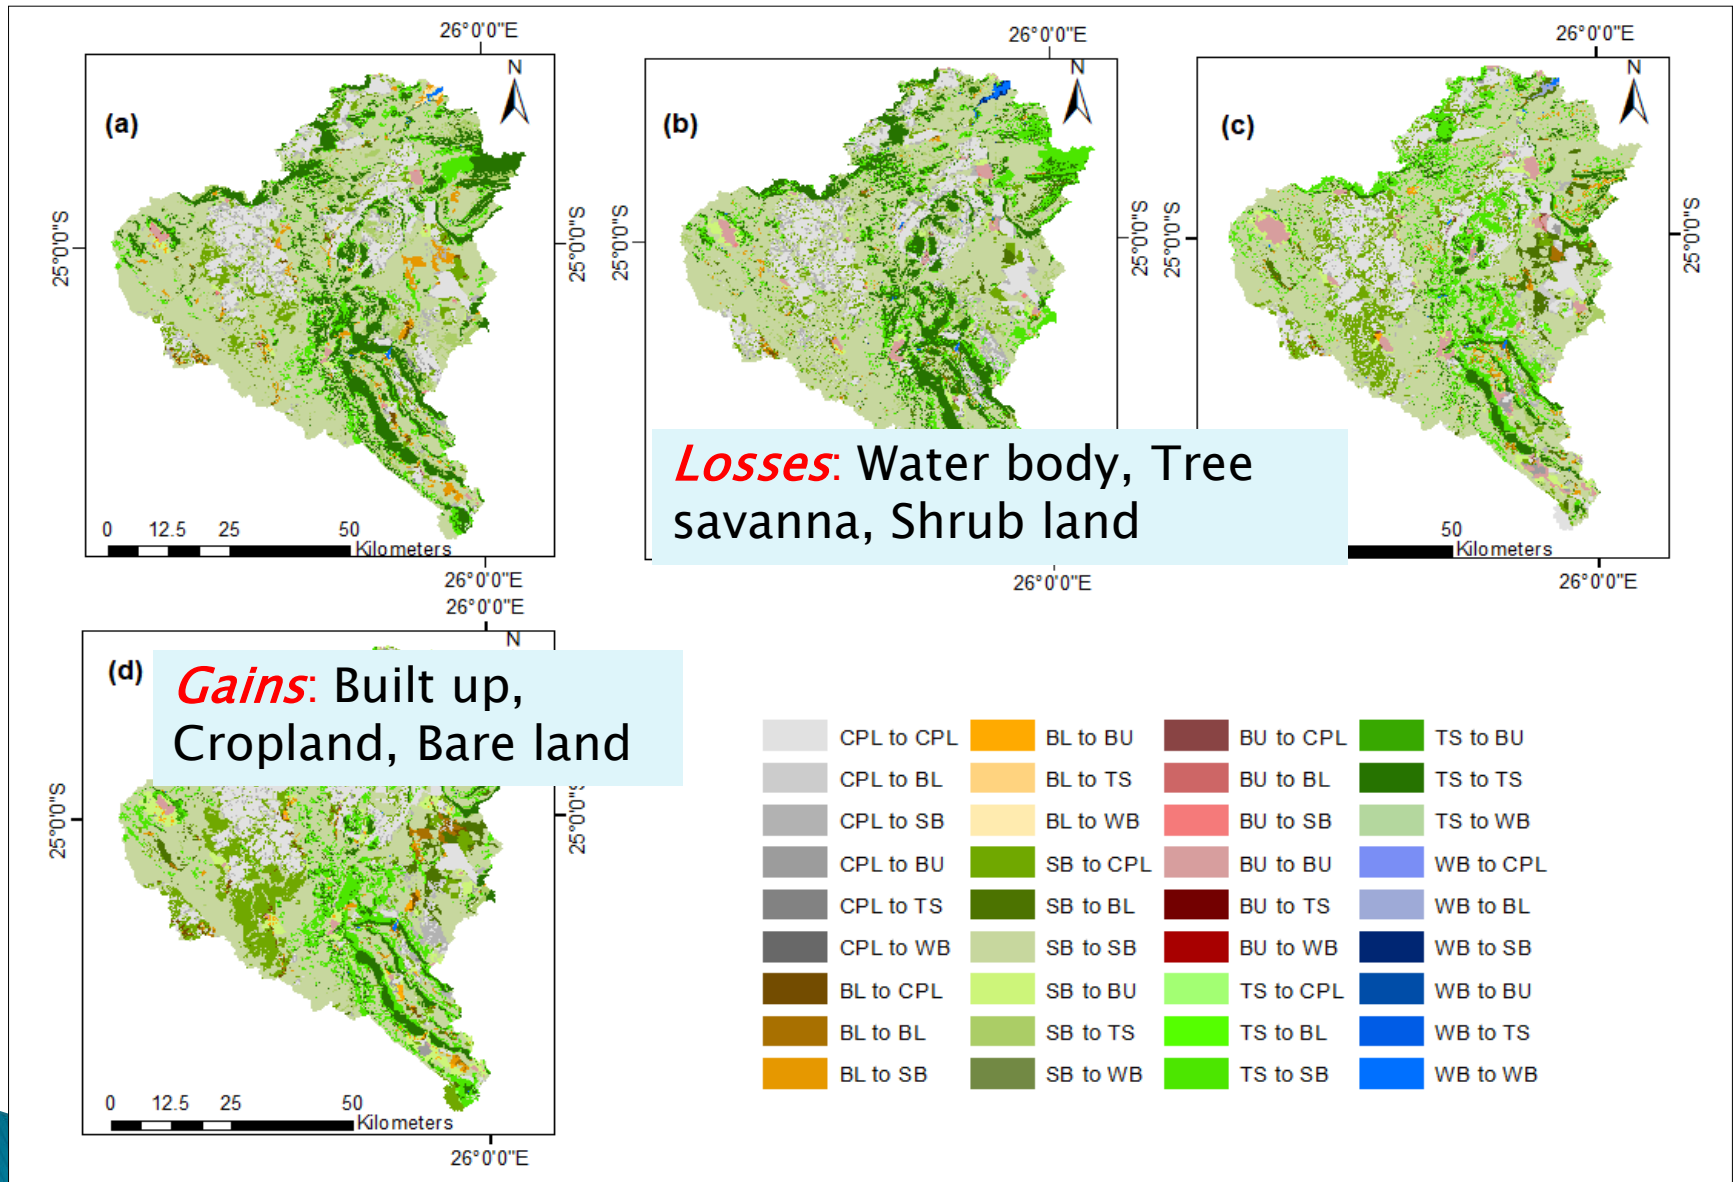 26°0'0"E
26°0'0"E
26°0'0"E
N
N
N
(a)
(b)
(c)
25°0'0"S
25°0'0"S
25°0'0"S
25°0'0"S
25°0'0"S
Losses: Water body, Tree
savanna, Shrub land
0 12.5 25 50
Kilometers
50
Kilometers
26°0'0"E
26°0'0"E
26°0'0"E
26°0'0"E
N
(d)
Gains: Built up,
Cropland, Bare land
25°0'0"S
25°0'0"S
0 12.5 25 50
Kilometers
26°0'0"E
CPL to CPL
CPL to BL
CPL to SB
CPL to BU
CPL to TS
CPL to WB
BL to CPL
BL to BL
BL to SB
BL to BU
BL to TS
BL to WB
SB to CPL
SB to BL
SB to SB
SB to BU
SB to TS
SB to WB
BU to CPL
BU to BL
BU to SB
BU to BU
BU to TS
BU to WB
TS to CPL
TS to BL
TS to SB
TS to BU
TS to TS
TS to WB
WB to CPL
WB to BL
WB to SB
WB to BU
WB to TS
WB to WB